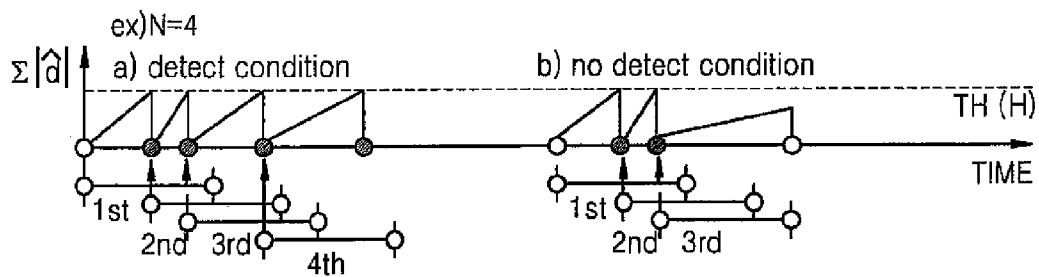 ex)N=4
Σ|d̂|
a) detect condition
b) no detect condition
TH (H)
TIME
1st
2nd
3rd
4th
1st
2nd
3rd